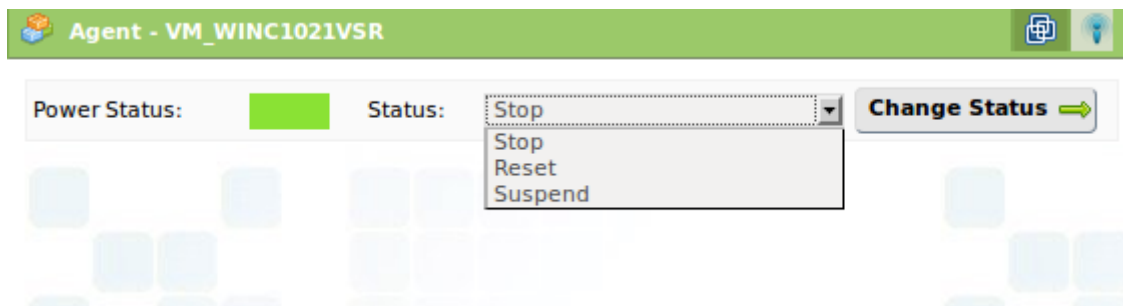 Agent - VM_WINC1021VSR
Power Status: Status: Stop Change Status
Stop
Reset
Suspend